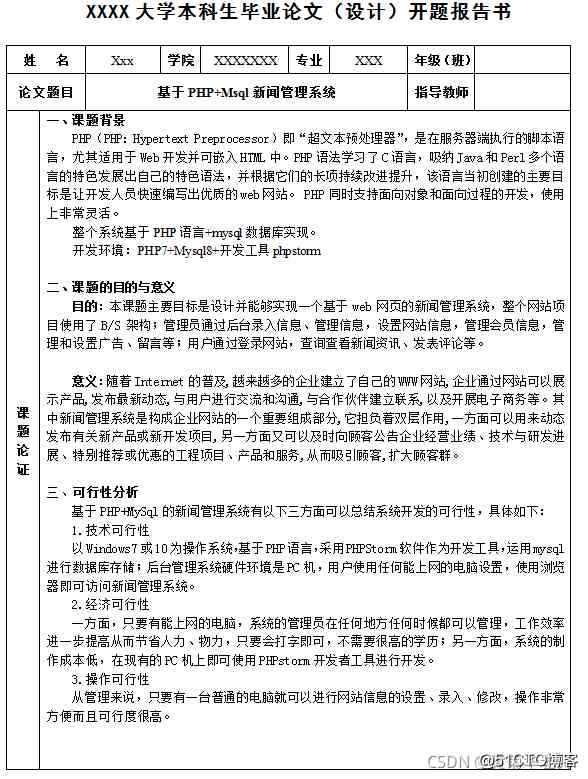 XXXX 大学本科生毕业论文（设计）开题报告书
姓 名 Xxx 学院 XXXXXXX 专业 XXX 年级（班）
论文题目 基于 PHP+Msql 新闻管理系统 指导教师
课题论证
一、课题背景
PHP（PHP: Hypertext Preprocessor）即“超文本预处理器”，是在服务器端执行的脚本语
言，尤其适用于 Web 开发并可嵌入 HTML 中。PHP 语法学习了 C 语言，吸纳 Java 和 Perl 多个语
言的特色发展出自己的特色语法，并根据它们的长项持续改进提升，该语言当初创建的主要目
标是让开发人员快速编写出优质的 web 网站。 PHP 同时支持面向对象和面向过程的开发，使用
上非常灵活。
整个系统基于 PHP 语言+mysql 数据库实现。
开发环境：PHP7+Mysql8+开发工具 phpstorm
二、课题的目的与意义
目的：本课题主要目标是设计并能够实现一个基于 web 网页的新闻管理系统，整个网站项
目使用了 B/S 架构；管理员通过后台录入信息、管理信息，设置网站信息，管理会员信息，管
理和设置广告、留言等；用户通过登录网站，查询查看新闻资讯、发表评论等。
意义：随着 Internet 的普及,越来越多的企业建立了自己的 WWW 网站,企业通过网站可以展
示产品,发布最新动态,与用户进行交流和沟通,与合作伙伴建立联系,以及开展电子商务等。其
中新闻管理系统是构成企业网站的一个重要组成部分,它担负着双层作用,一方面可以用来动态
发布有关新产品或新开发项目,另一方面又可以及时向顾客公告企业经营业绩、技术与研发进
展、特别推荐或优惠的工程项目、产品和服务,从而吸引顾客,扩大顾客群。
三、可行性分析
基于 PHP+MySql 的新闻管理系统有以下三方面可以总结系统开发的可行性，具体如下：
1.技术可行性
以 Windows7 或 10 为操作系统,基于 PHP 语言,采用 PHPStorm 软件作为开发工具,运用 mysql
进行数据库存储；后台管理系统硬件环境是 PC 机，用户使用任何能上网的电脑设置，使用浏览
器即可访问新闻管理系统。
2.经济可行性
一方面，只要有能上网的电脑，系统的管理员在任何地方任何时候都可以管理，工作效率
进一步提高从而节省人力、物力，只要会打字即可，不需要很高的学历；另一方面，系统的制
作成本低，在现有的 PC 机上即可使用 PHPstorm 开发者工具进行开发。
3.操作可行性
从管理来说，只要有一台普通的电脑就可以进行网站信息的设置、录入、修改，操作非常
方便而且可行度很高。
CSDN
@51CTO博客